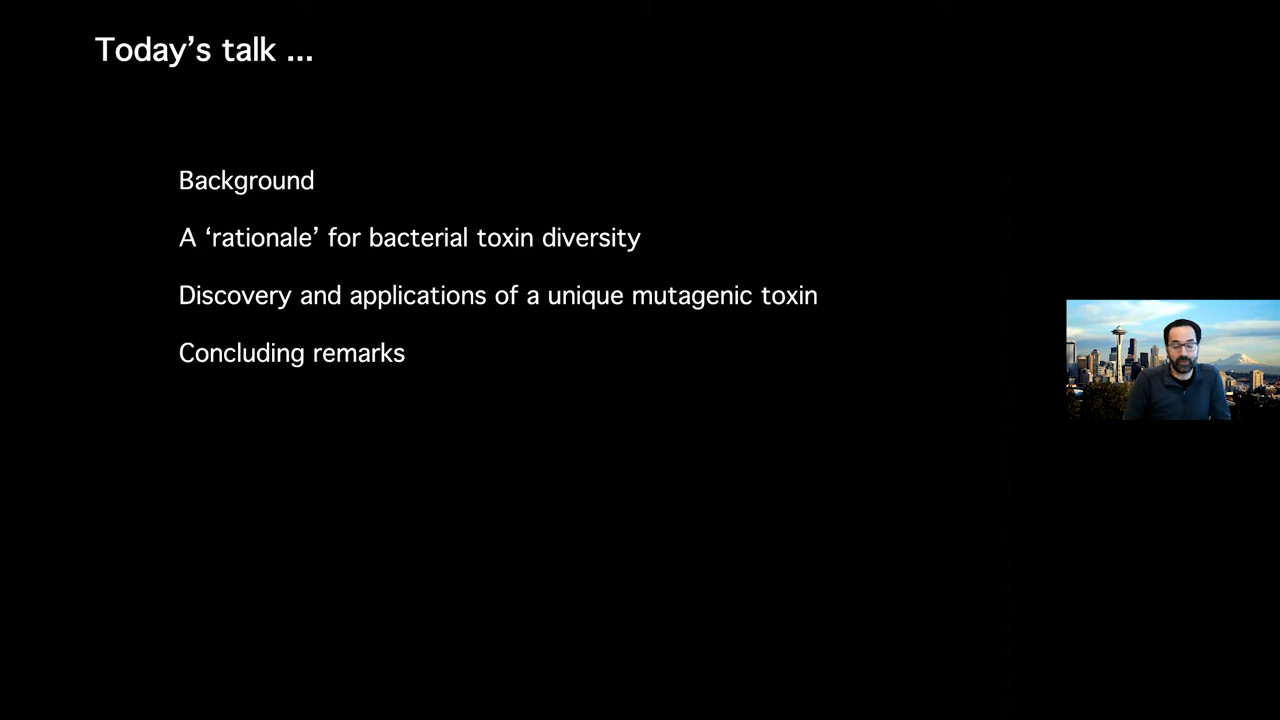 Today’s talk ...
Background
A ‘rationale’ for bacterial toxin diversity
Discovery and applications of a unique mutagenic toxin
Concluding remarks